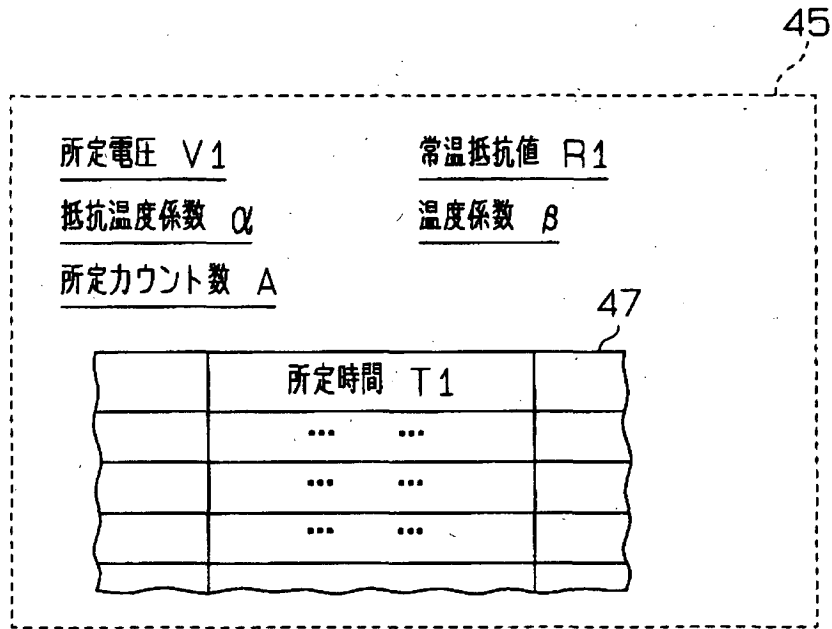 45
所定電圧 V1 常温抵抗値 R1
抵抗温度係数 α 温度係数 β
所定カウント数 A
47
所定時間 T1
… …
… …
… …